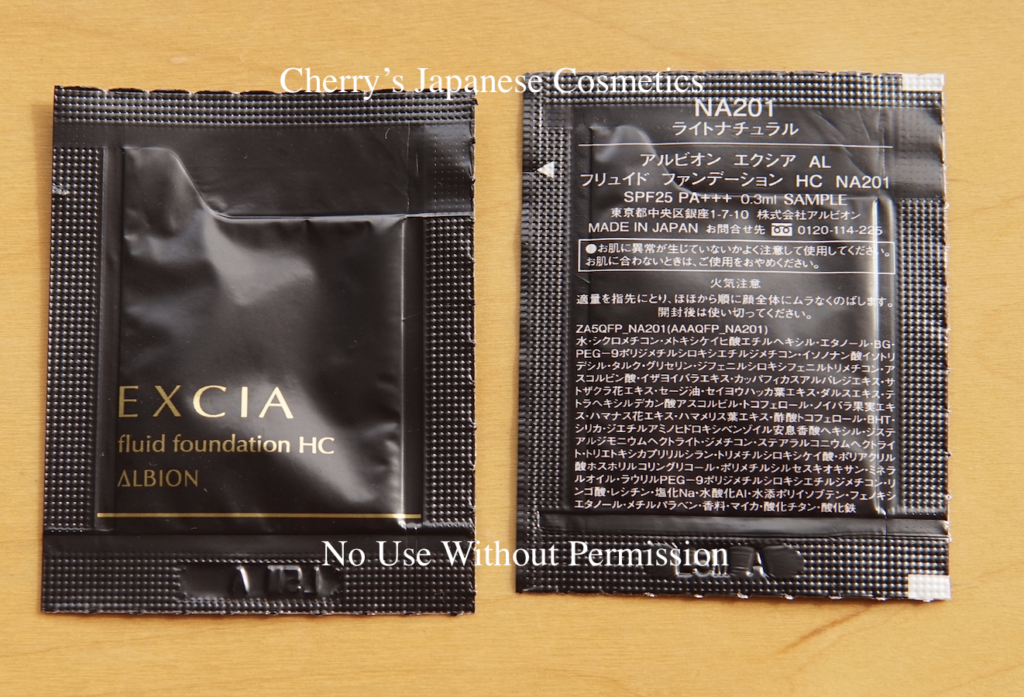 Cherry's Japanese Cosmetics
EXCIA
fluid foundation HC
ALBION
NA201
ライトナチュラル
アルビオン エクシア AL
フリュイド ファンデーション HC NA201
SPF25 PA+++ 0.3ml SAMPLE
東京都中央区銀座1-7-10 株式会社アルビオン
MADE IN JAPAN お問合せ先 0120-114-225
●お肌に異常が生じていないかよく注意して使用してください。
お肌に合わないときは、ご使用をおやめください。
火気注意
適量を指先にとり、ほほから順に顔全体にムラなくのばします。
開封後は使い切ってください。
ZA5QFP_NA201(AAAQFP_NA201)
水・シクロメチコン・メトキシケイヒ酸エチルヘキシル・エタノール・BG・
PEG-9ポリジメチルシロキシエチルジメチコン・イソノナン酸イソトリ
デシル・タルク・グリセリン・ジフェニルシロキシフェニルトリメチコン・ア
スコルビン酸・イザヨイバラエキス・カッパフィカスアルバレジエキス・サ
トザクラ花エキス・セージ油・セイヨウハッカ葉エキス・ダルスエキス・テ
トラヘキシルデカン酸アスコルビル・トコフェロール・ノイバラ果実エキ
ス・ハマナス花エキス・ハマメリス葉エキス・酢酸トコフェロール・BHT・
シリカ・ジエチルアミノヒドロキシベンゾイル安息香酸ヘキシル・ジステ
アルジモニウムヘクトライト・ジメチコン・ステアラルコニウムヘクトライ
ト・トリエトキシカプリリルシラン・トリメチルシロキシケイ酸・ポリアクリル
酸ホスホリルコリングリコール・ポリメチルシルセスキオキサン・ミネラ
ルオイル・ラウリルPEG-9ポリジメチルシロキシエチルジメチコン・リ
ンゴ酸・レシチン・塩化Na・水酸化Al・水添ポリイソブテン・フェノキシ
エタノール・メチルパラベン・香料・マイカ・酸化チタン・酸化鉄
No Use Without Permission